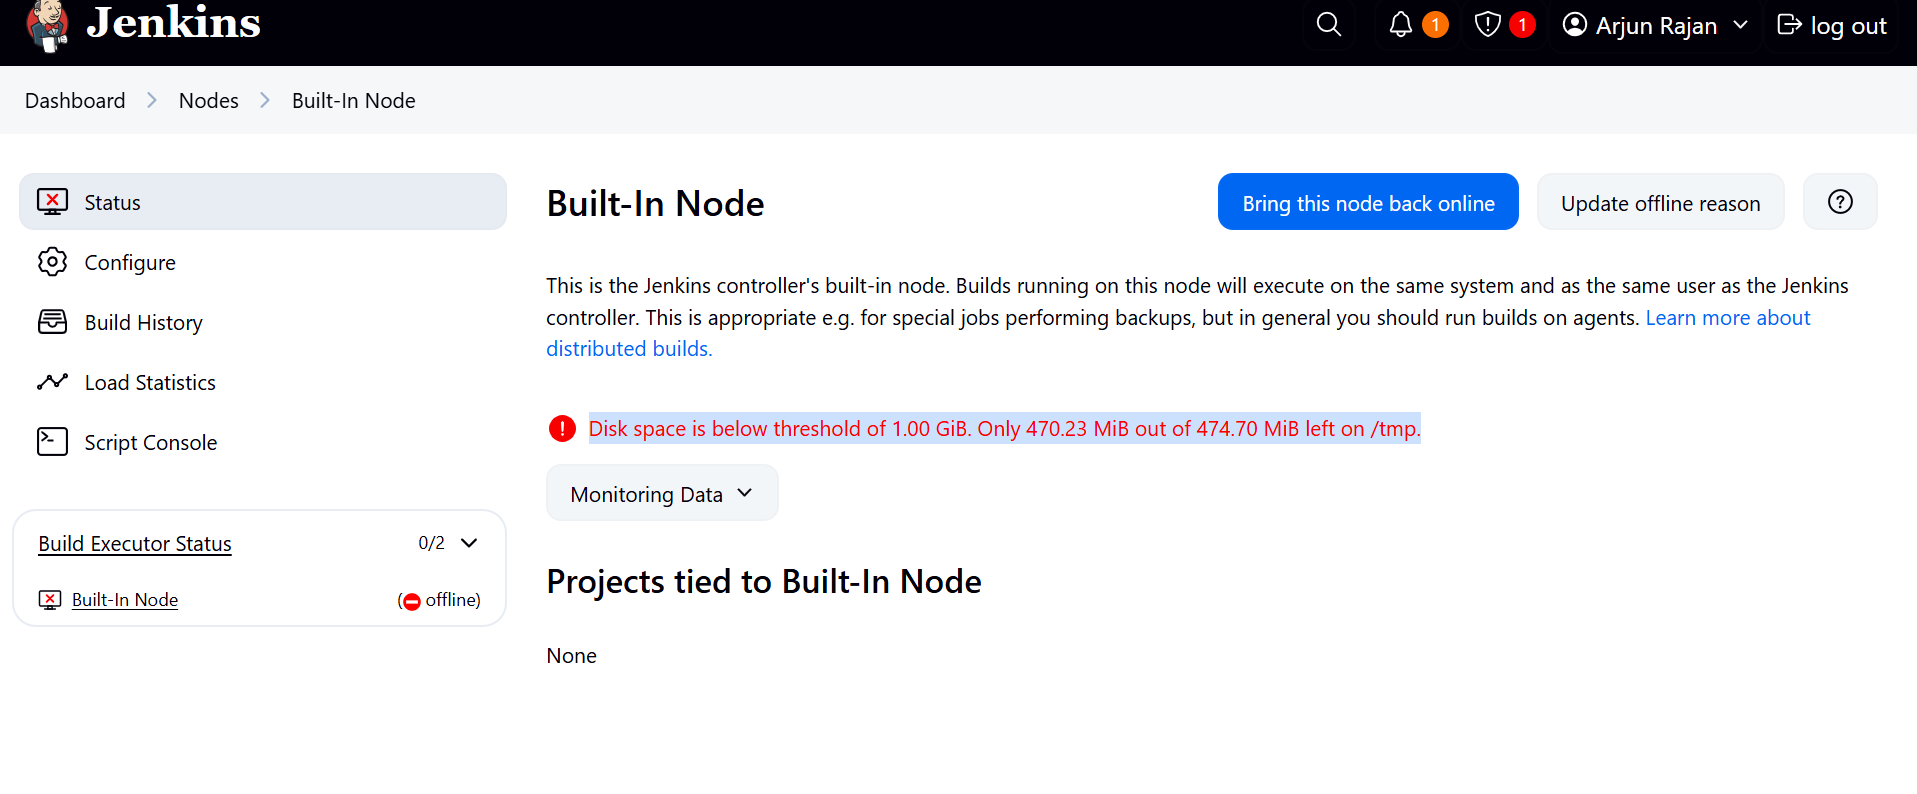 Jenkins
1
1
Arjun Rajan
log out
Dashboard
Nodes
Built-In Node
Status
Configure
Build History
Load Statistics
Script Console
Build Executor Status
0/2
Built-In Node
(offline)
Built-In Node
Bring this node back online
Update offline reason
This is the Jenkins controller's built-in node. Builds running on this node will execute on the same system and as the same user as the Jenkins
controller. This is appropriate e.g. for special jobs performing backups, but in general you should run builds on agents. Learn more about
distributed builds.
Disk space is below threshold of 1.00 GiB. Only 470.23 MiB out of 474.70 MiB left on /tmp.
Monitoring Data
Projects tied to Built-In Node
None